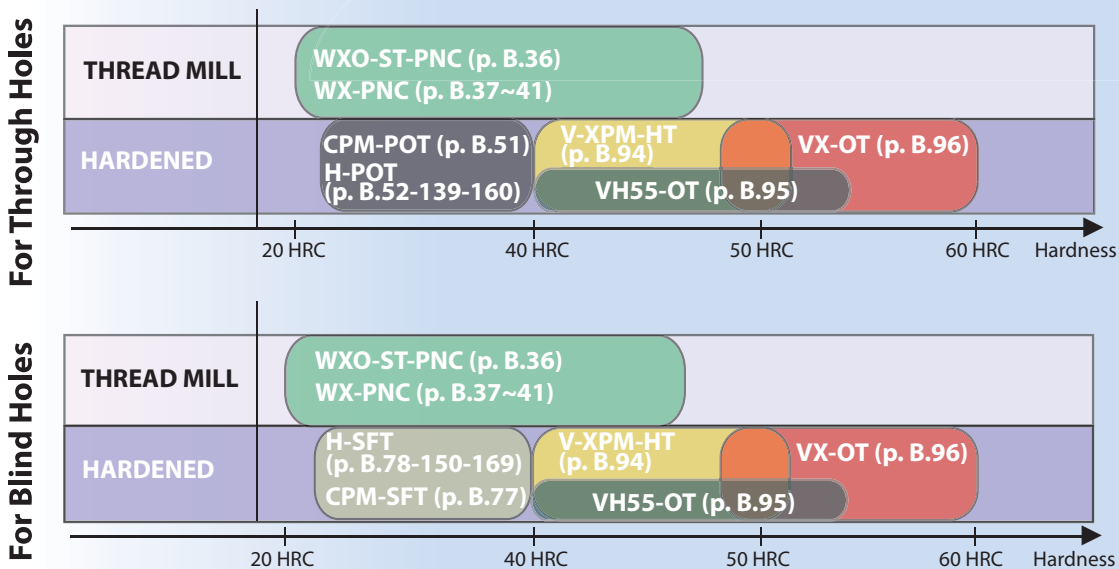 For Through Holes
THREAD MILL
WXO-ST-PNC (p. B.36)
WX-PNC (p. B.37~41)
HARDENED
CPM-POT (p. B.51)
H-POT
(p. B.52-139-160)
V-XPM-HT
(p. B.94)
VH55-OT (p. B.95)
VX-OT (p. B.96)
20 HRC
40 HRC
50 HRC
60 HRC
Hardness
For Blind Holes
THREAD MILL
WXO-ST-PNC (p. B.36)
WX-PNC (p. B.37~41)
HARDENED
H-SFT
(p. B.78-150-169)
CPM-SFT (p. B.77)
V-XPM-HT
(p. B.94)
VH55-OT (p. B.95)
VX-OT (p. B.96)
20 HRC
40 HRC
50 HRC
60 HRC
Hardness